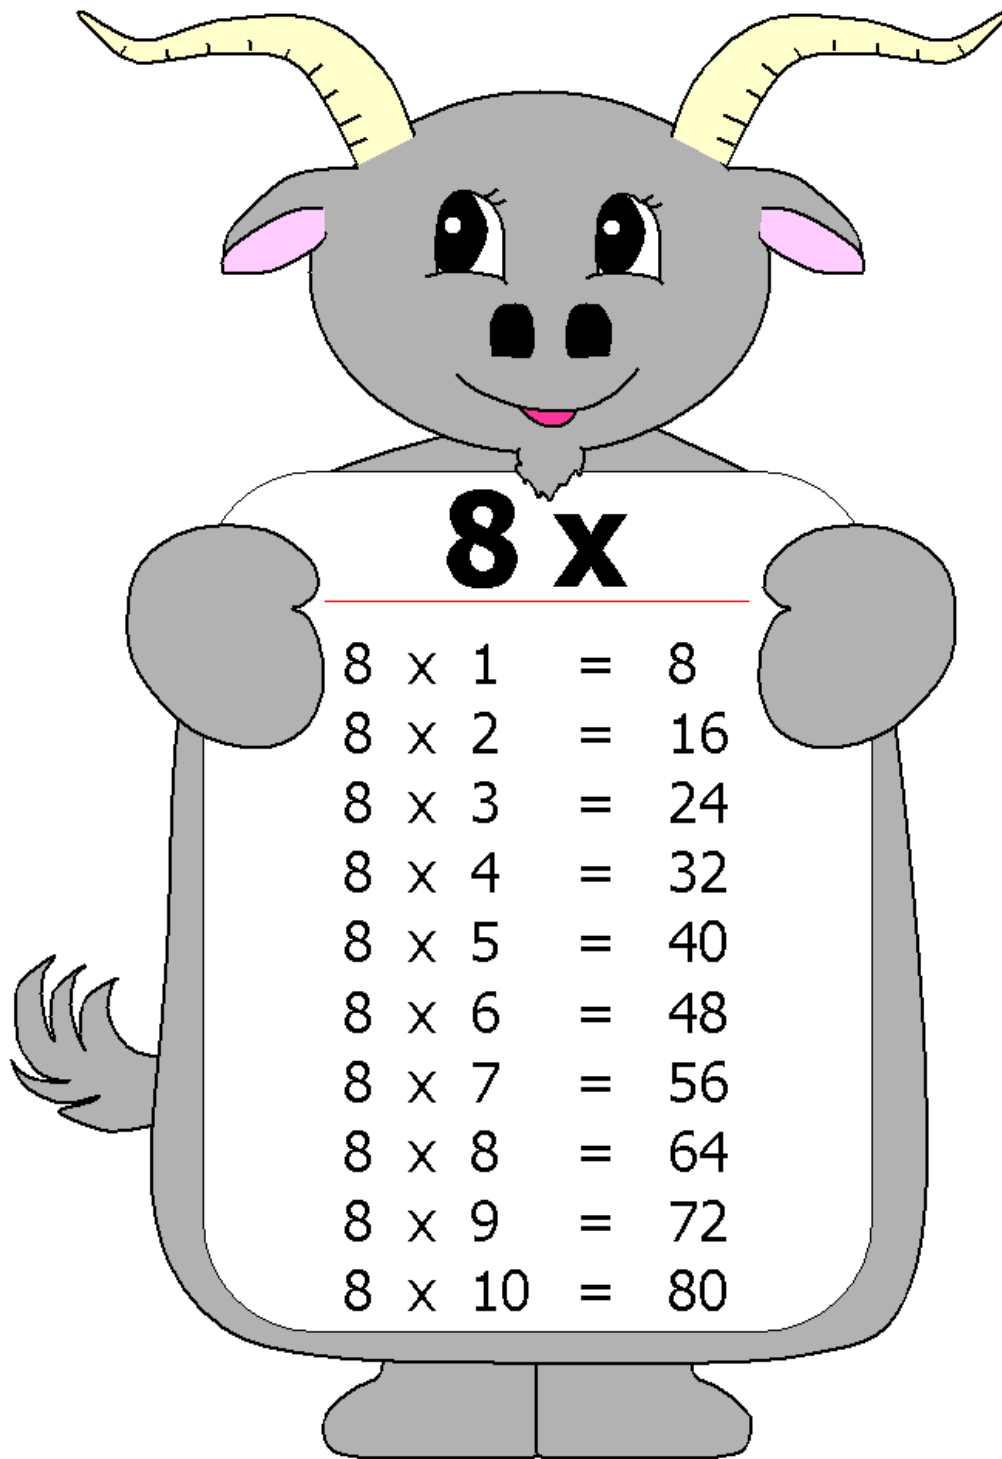 8 x
8 x 1 = 8
8 x 2 = 16
8 x 3 = 24
8 x 4 = 32
8 x 5 = 40
8 x 6 = 48
8 x 7 = 56
8 x 8 = 64
8 x 9 = 72
8 x 10 = 80